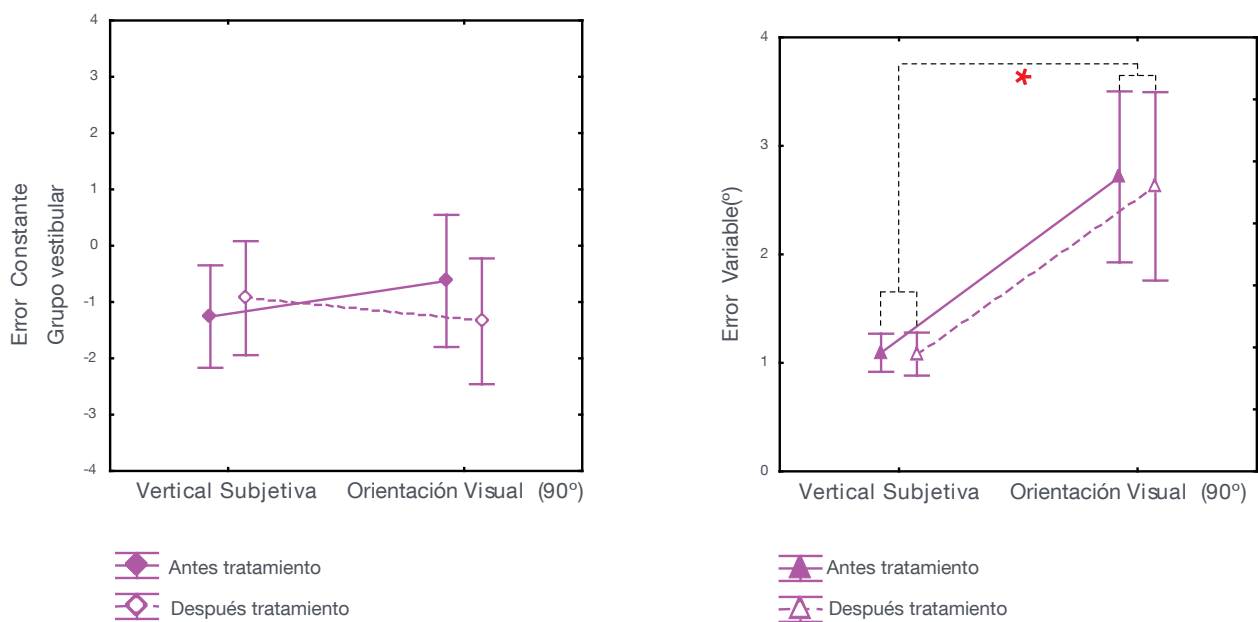 Error Constante
Grupo vestibular
4
3
2
1
0
-1
-2
-3
-4
Vertical Subjetiva
Orientación Visual (90º)
Antes tratamiento
Después tratamiento
Error Variable(º)
4
3
2
1
0
*
Vertical Subjetiva
Orientación Visual (90º)
Antes tratamiento
Después tratamiento